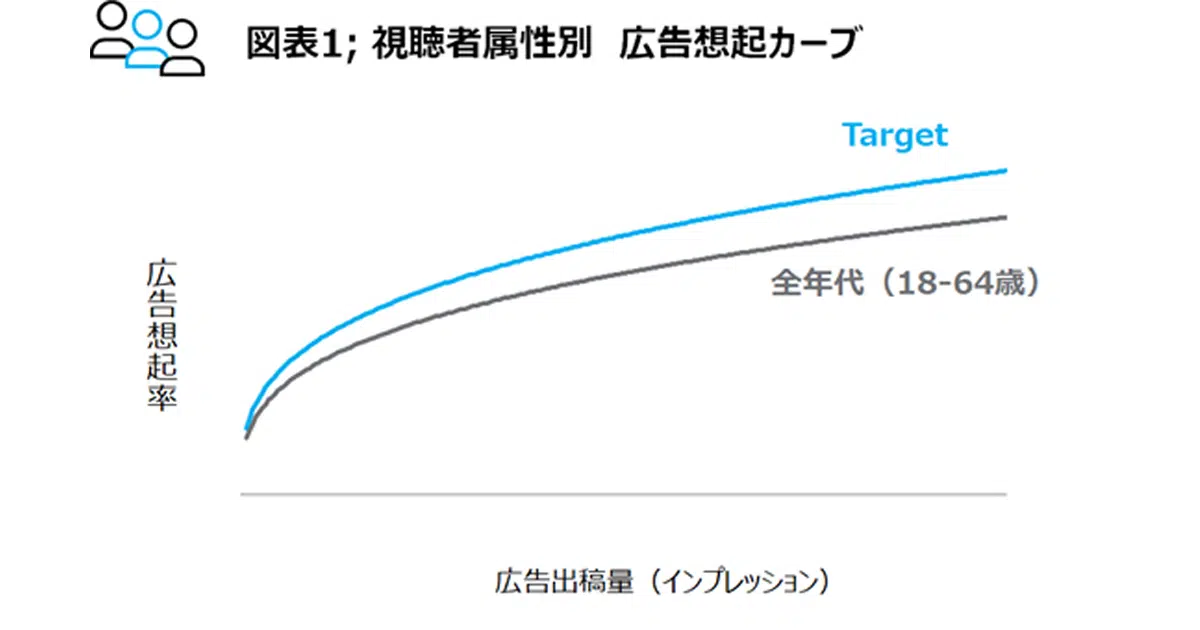 図表1; 視聴者属性別　広告想起カーブ
Target
全年代（18-64歳）
広告想起率
広告出稿量（インプレッション）